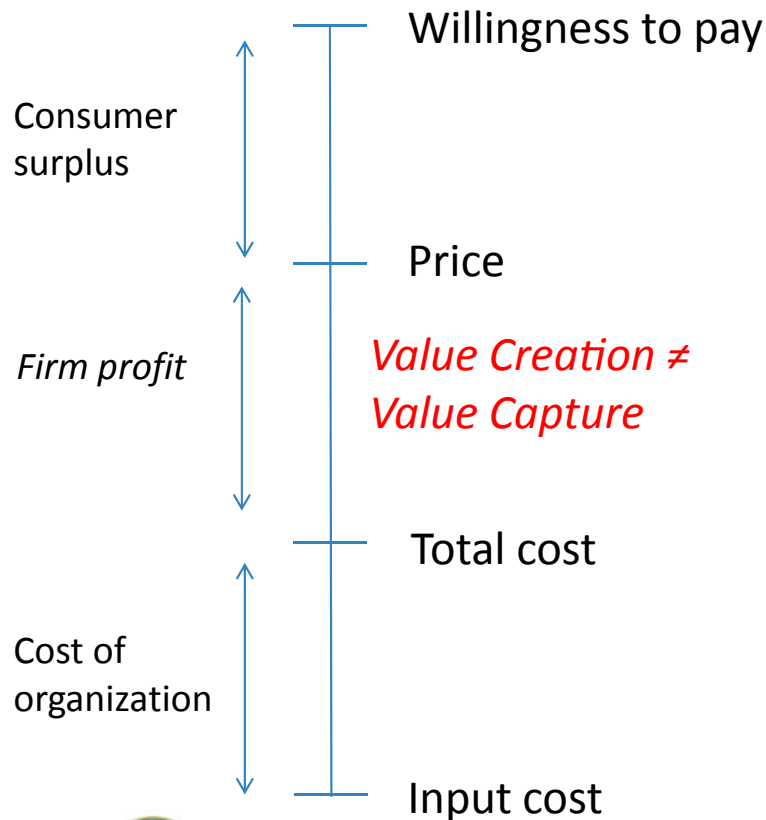 Willingness to pay
Consumer
surplus
Price
Firm profit
Value Creation ≠
Value Capture
Total cost
Cost of
organization
Input cost